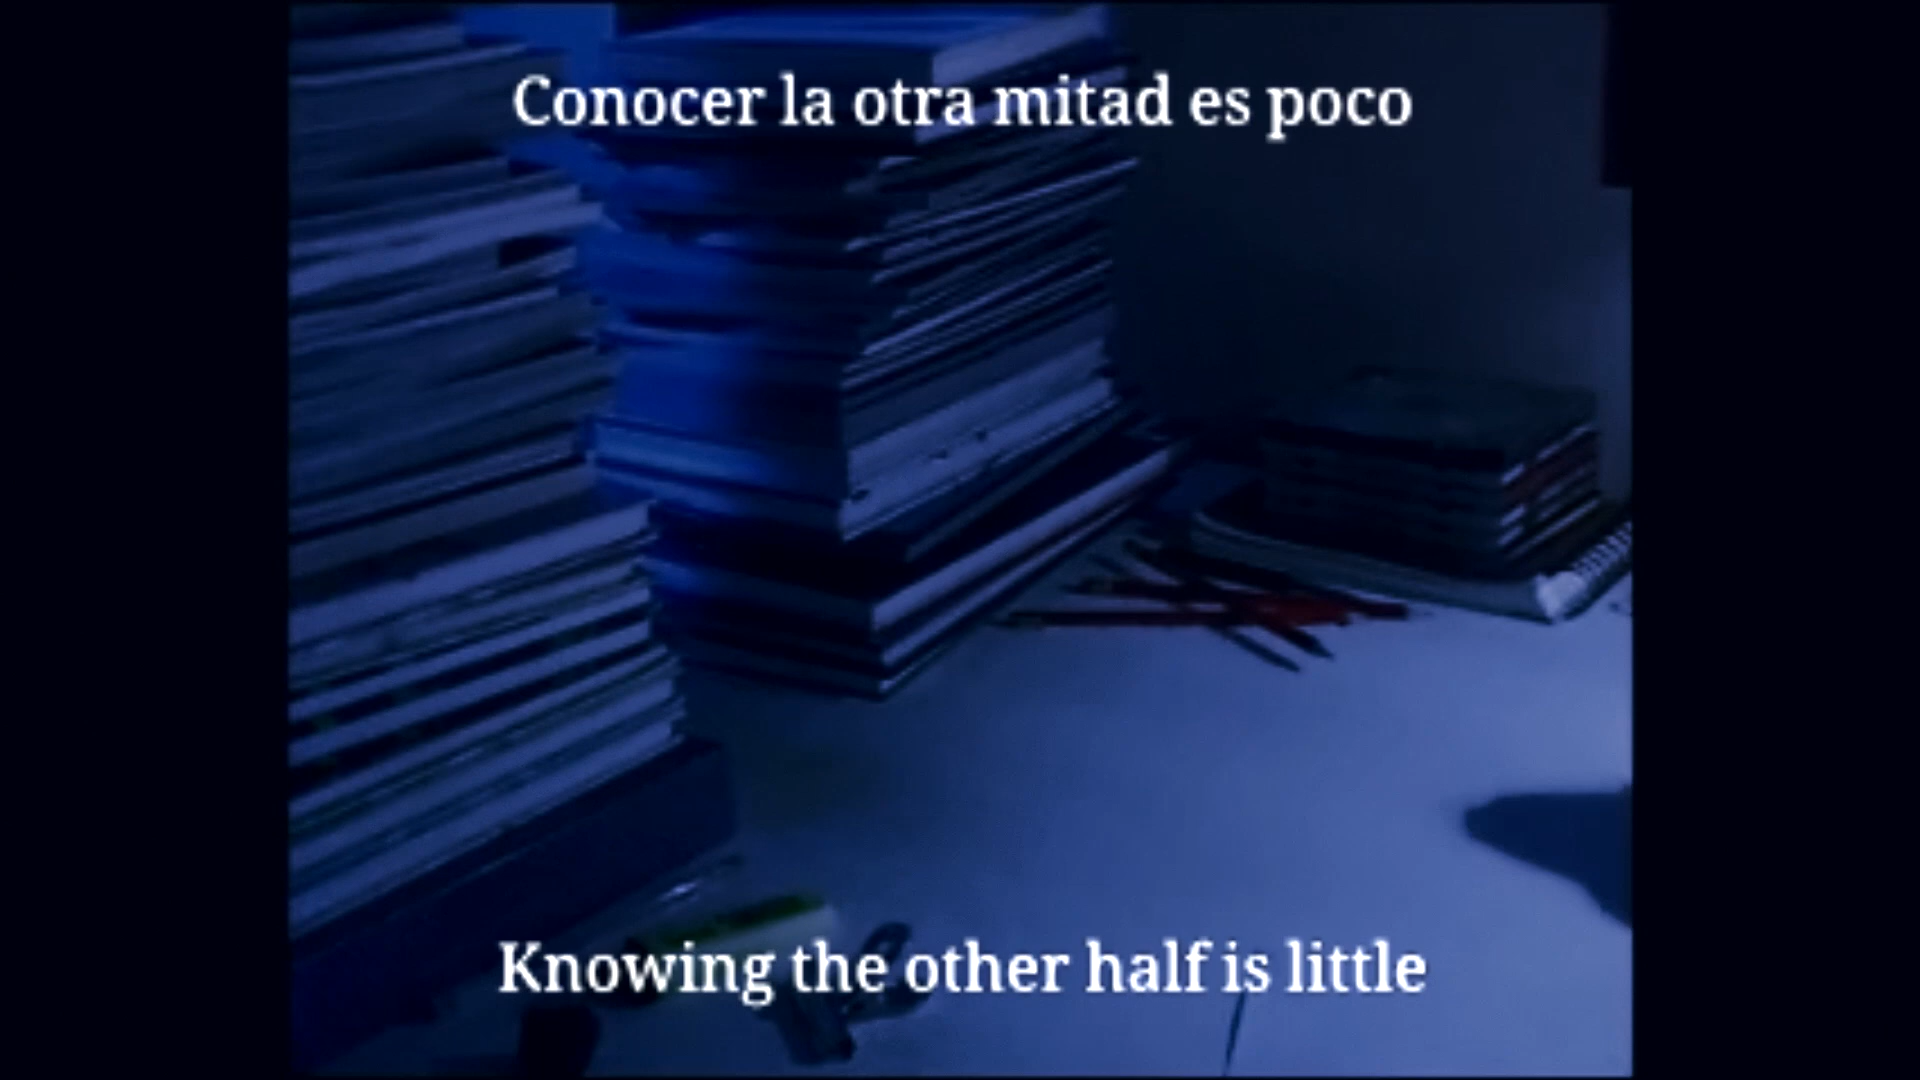 Conocer la otra mitad es poco
Knowing the other half is little